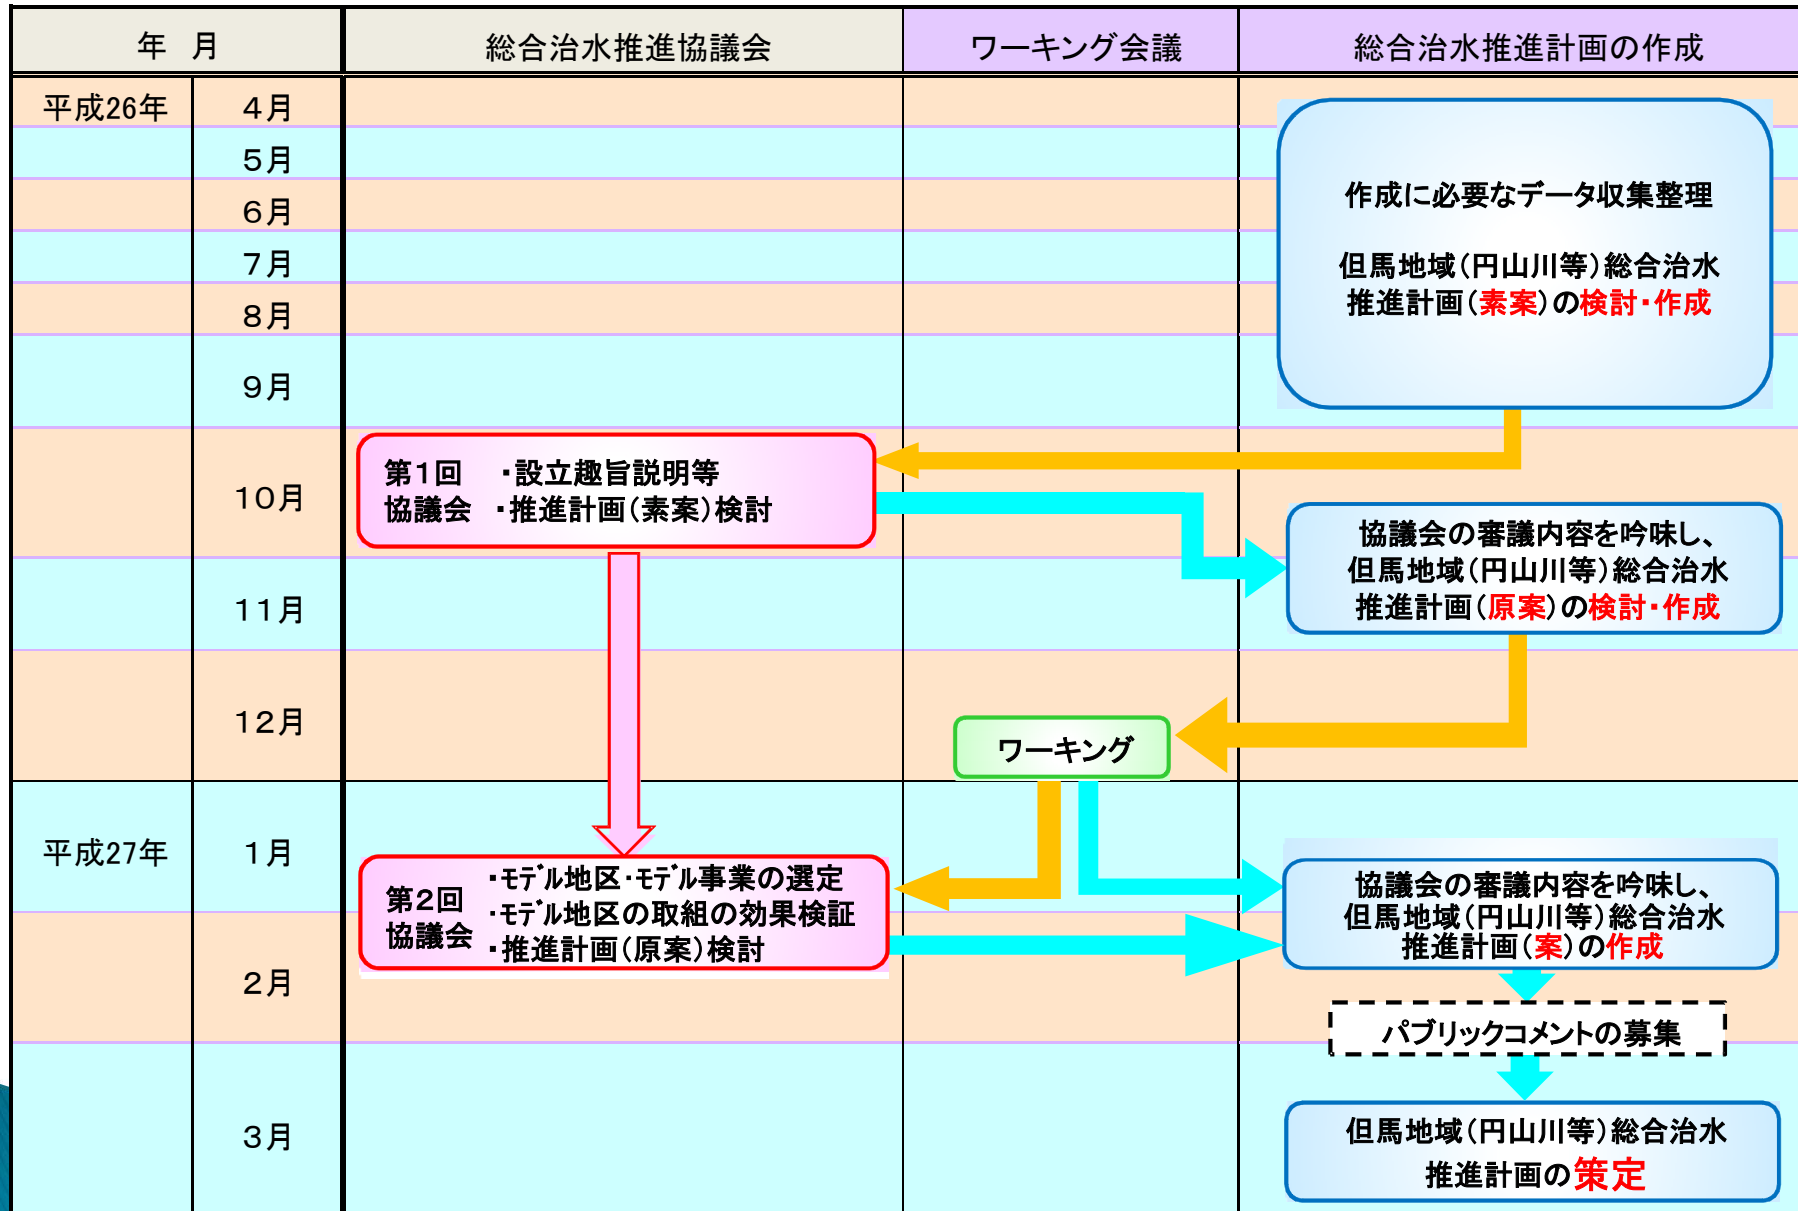 年 月
総合治水推進協議会
ワーキング会議
総合治水推進計画の作成
平成26年
4月
5月
6月
7月
8月
9月
作成に必要なデータ収集整理
但馬地域(円山川等)総合治水
推進計画(素案)の検討・作成
10月
第1回 ・設立趣旨説明等
協議会 ・推進計画(素案)検討
協議会の審議内容を吟味し、
但馬地域(円山川等)総合治水
推進計画(原案)の検討・作成
11月
12月
ワーキング
平成27年
1月
第2回
協議会
・モデル地区・モデル事業の選定
・モデル地区の取組の効果検証
・推進計画(原案)検討
協議会の審議内容を吟味し、
但馬地域(円山川等)総合治水
推進計画(案)の作成
2月
パブリックコメントの募集
3月
但馬地域(円山川等)総合治水
推進計画の策定